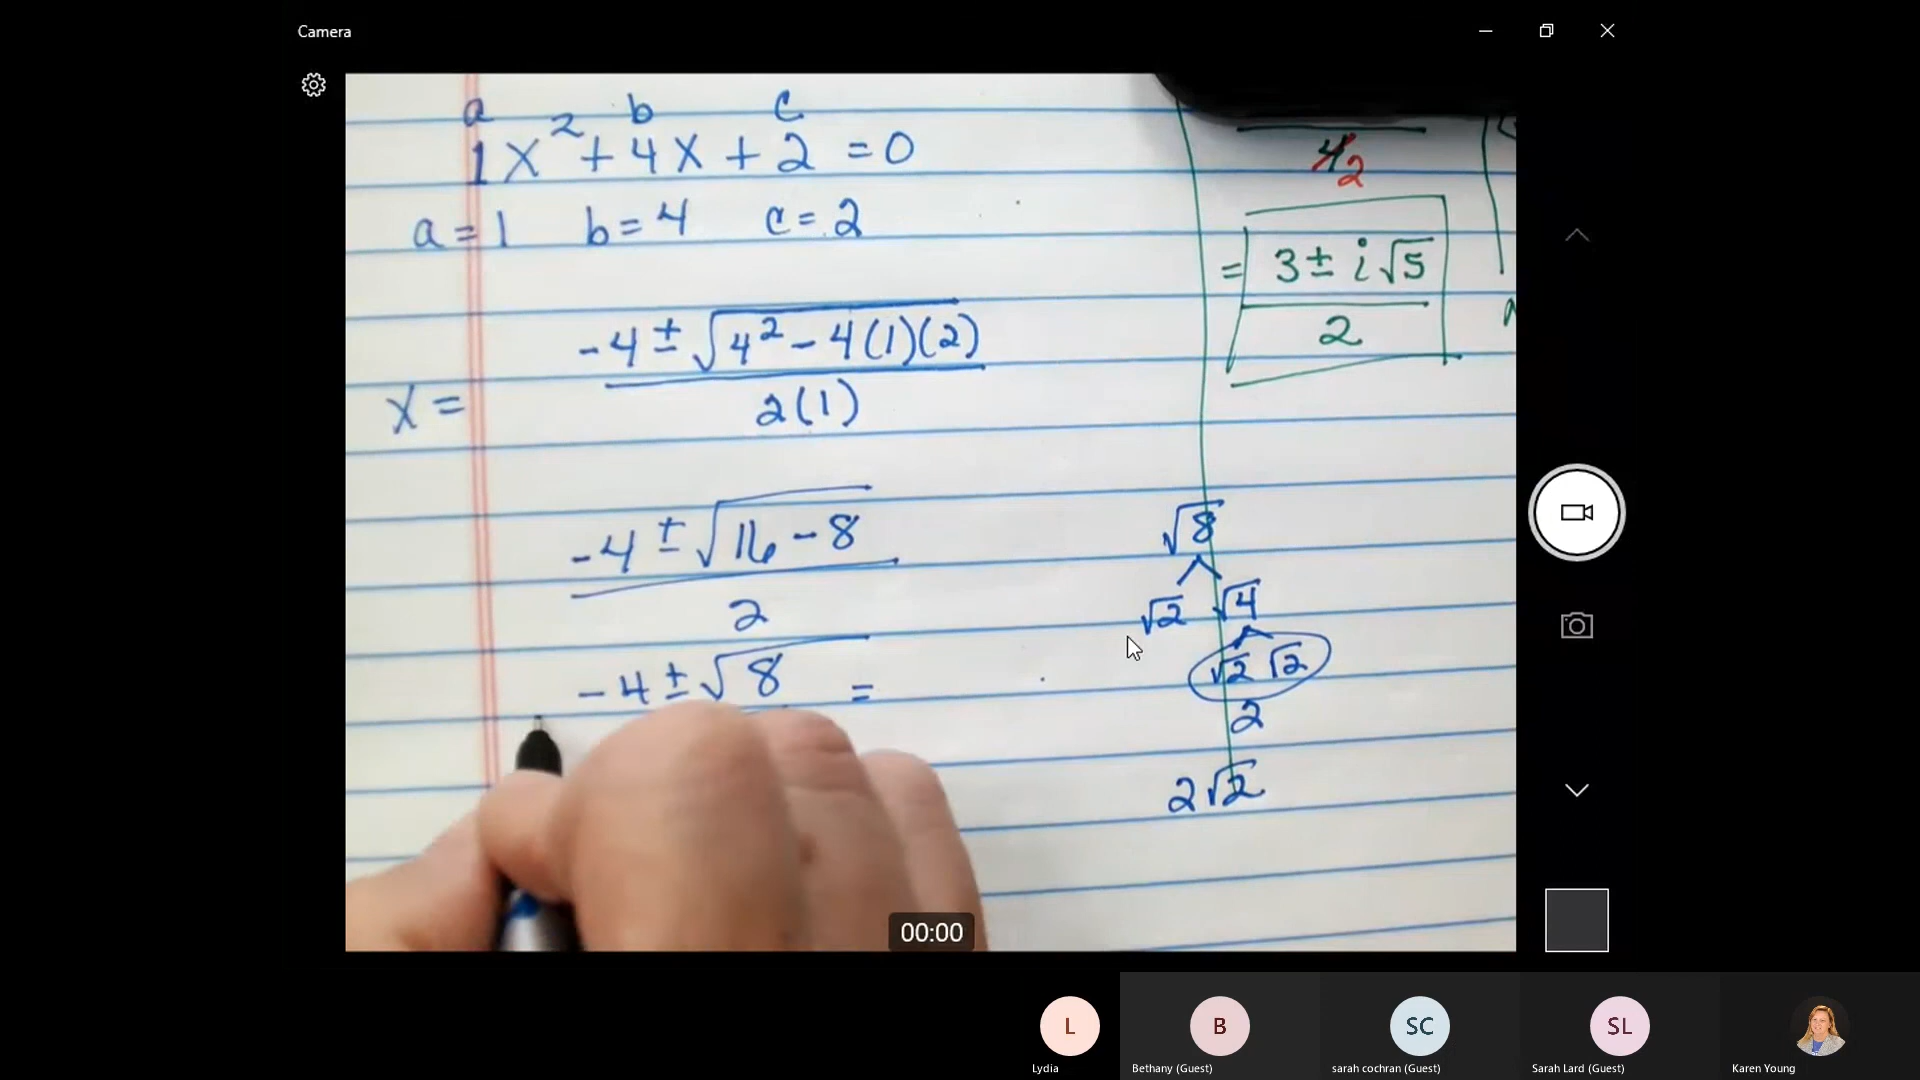 Camera
a b c
1x² + 4x + 2 = 0
a = 1 b = 4 c = 2
x = (-4 ± √(4² - 4(1)(2))) / 2(1)
(-4 ± √(16 - 8)) / 2
-4 ± √8 =
4 2
= (3 ± i√5) / 2
√8
√2 √4
√2 √2
2
2√2
00:00
L
B
SC
SL
Lydia
Bethany (Guest)
sarah cochran (Guest)
Sarah Lard (Guest)
Karen Young